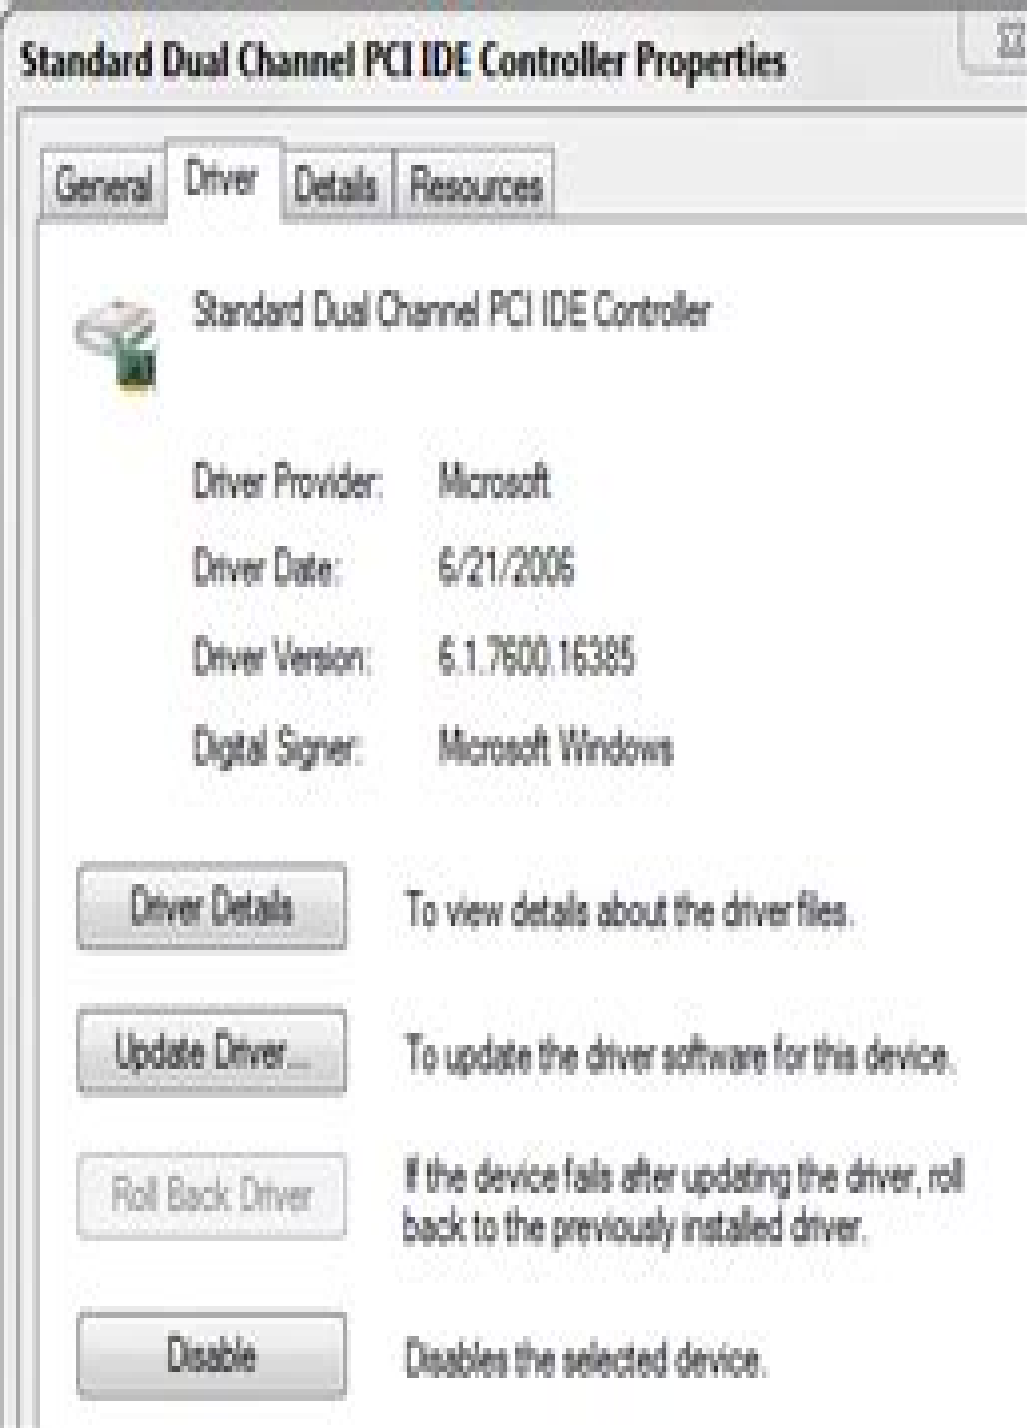 Standard Dual Channel PCI IDE Controller Properties
General Driver Details Resources
Standard Dual Channel PCI IDE Controller
Driver Provider: Microsoft
Driver Date: 6/21/2006
Driver Version: 6.1.7600.16385
Digital Signer: Microsoft Windows
Driver Details To view details about the driver files.
Update Driver... To update the driver software for this device.
Roll Back Driver If the device fails after updating the driver, roll
back to the previously installed driver.
Disable Disables the selected device.